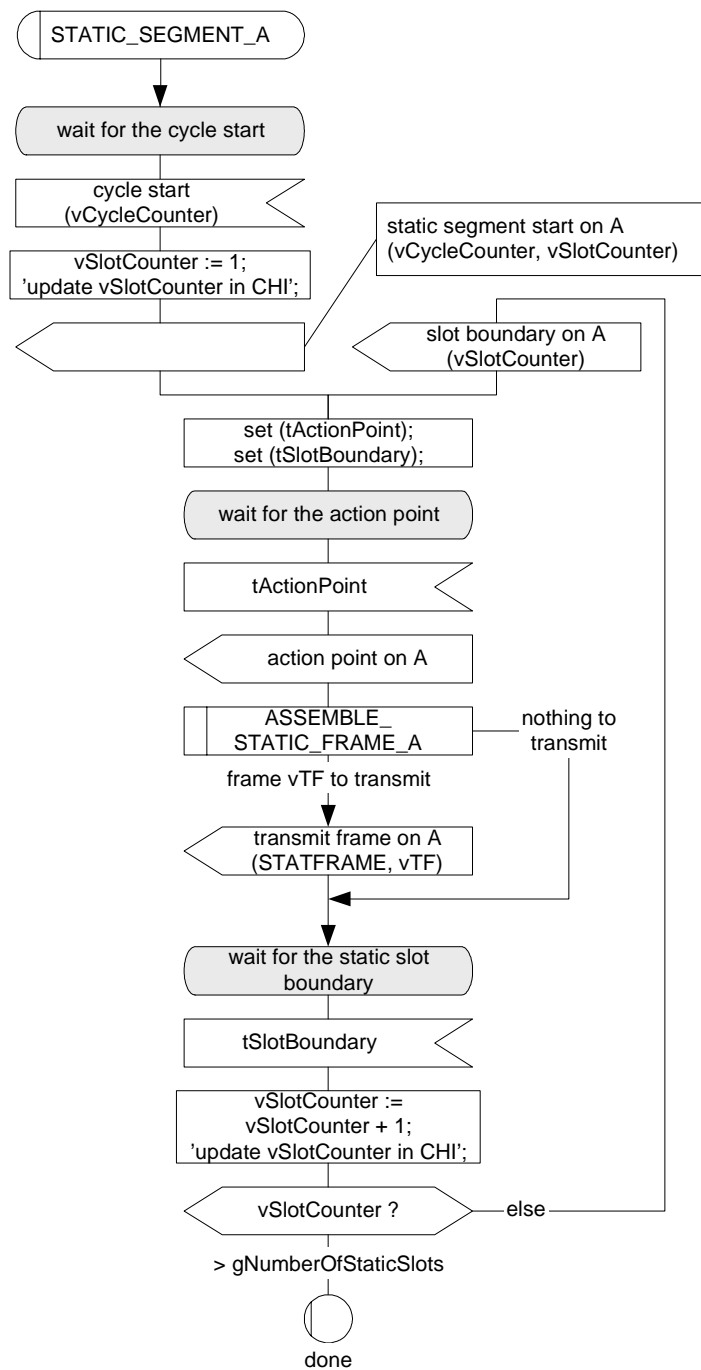 STATIC_SEGMENT_A
wait for the cycle start
cycle start
(vCycleCounter)
static segment start on A
(vCycleCounter, vSlotCounter)
vSlotCounter := 1;
’update vSlotCounter in CHI’;
slot boundary on A
(vSlotCounter)
set (tActionPoint);
set (tSlotBoundary);
wait for the action point
tActionPoint
action point on A
ASSEMBLE_
STATIC_FRAME_A
nothing to
transmit
frame vTF to transmit
transmit frame on A
(STATFRAME, vTF)
wait for the static slot
boundary
tSlotBoundary
vSlotCounter :=
vSlotCounter + 1;
’update vSlotCounter in CHI’;
vSlotCounter ?
else
> gNumberOfStaticSlots
done